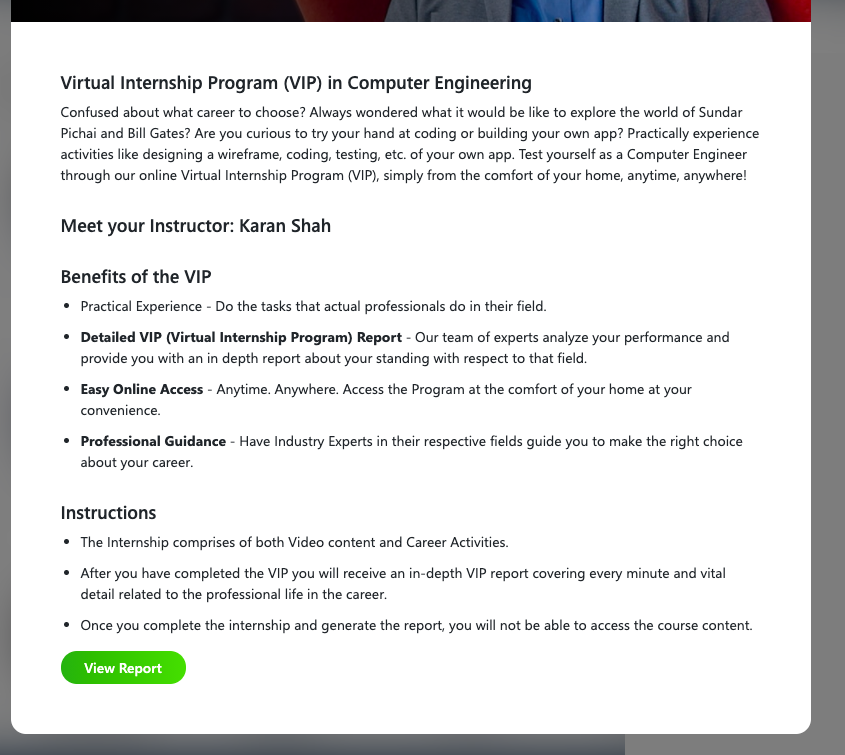 Virtual Internship Program (VIP) in Computer Engineering
Confused about what career to choose? Always wondered what it would be like to explore the world of Sundar
Pichai and Bill Gates? Are you curious to try your hand at coding or building your own app? Practically experience
activities like designing a wireframe, coding, testing, etc. of your own app. Test yourself as a Computer Engineer
through our online Virtual Internship Program (VIP), simply from the comfort of your home, anytime, anywhere!
Meet your Instructor: Karan Shah
Benefits of the VIP
• Practical Experience - Do the tasks that actual professionals do in their field.
• Detailed VIP (Virtual Internship Program) Report - Our team of experts analyze your performance and
provide you with an in depth report about your standing with respect to that field.
• Easy Online Access - Anytime. Anywhere. Access the Program at the comfort of your home at your
convenience.
• Professional Guidance - Have Industry Experts in their respective fields guide you to make the right choice
about your career.
Instructions
• The Internship comprises of both Video content and Career Activities.
• After you have completed the VIP you will receive an in-depth VIP report covering every minute and vital
detail related to the professional life in the career.
• Once you complete the internship and generate the report, you will not be able to access the course content.
View Report